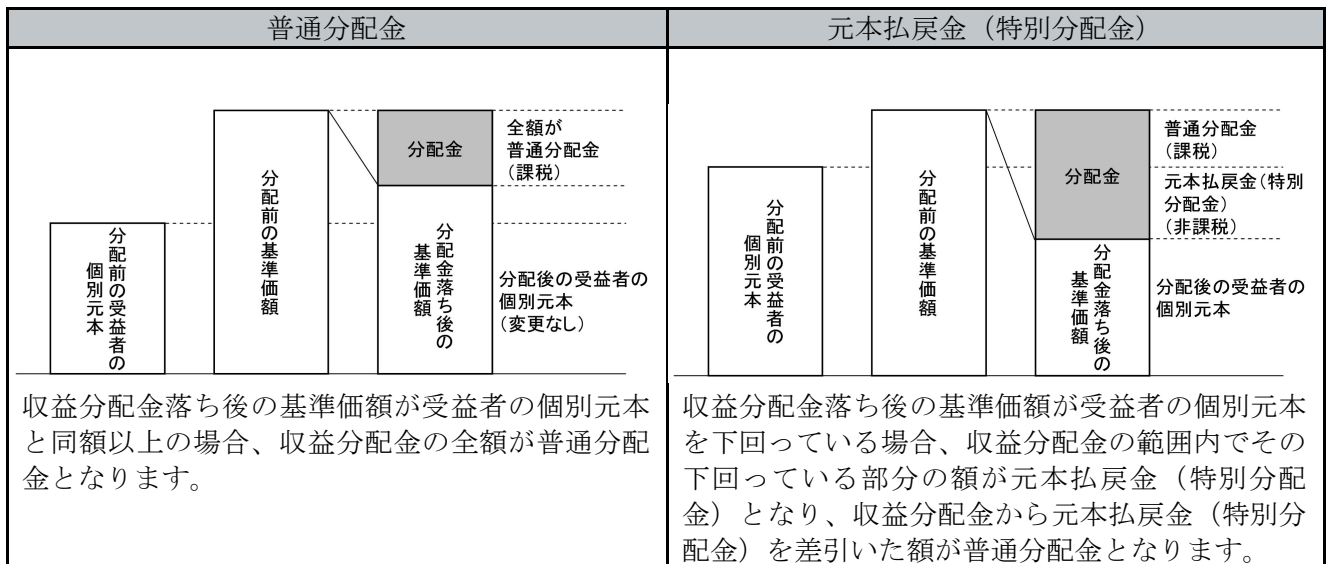 普通分配金
全額が
普通分配金
(課税)
分配金
分配前の受益者の
個別元本
分配前の基準価額
分配金落ち後の
基準価額
分配後の受益者の
個別元本
(変更なし)
収益分配金落ち後の基準価額が受益者の個別元本
と同額以上の場合、収益分配金の全額が普通分配
金となります。
元本払戻金（特別分配金）
普通分配金
(課税)
分配金
元本払戻金(特別
分配金)
(非課税)
分配前の受益者の
個別元本
分配前の基準価額
分配金落ち後の
基準価額
分配後の受益者の
個別元本
収益分配金落ち後の基準価額が受益者の個別元本
を下回っている場合、収益分配金の範囲内でその
下回っている部分の額が元本払戻金（特別分配
金）となり、収益分配金から元本払戻金（特別分
配金）を差引いた額が普通分配金となります。